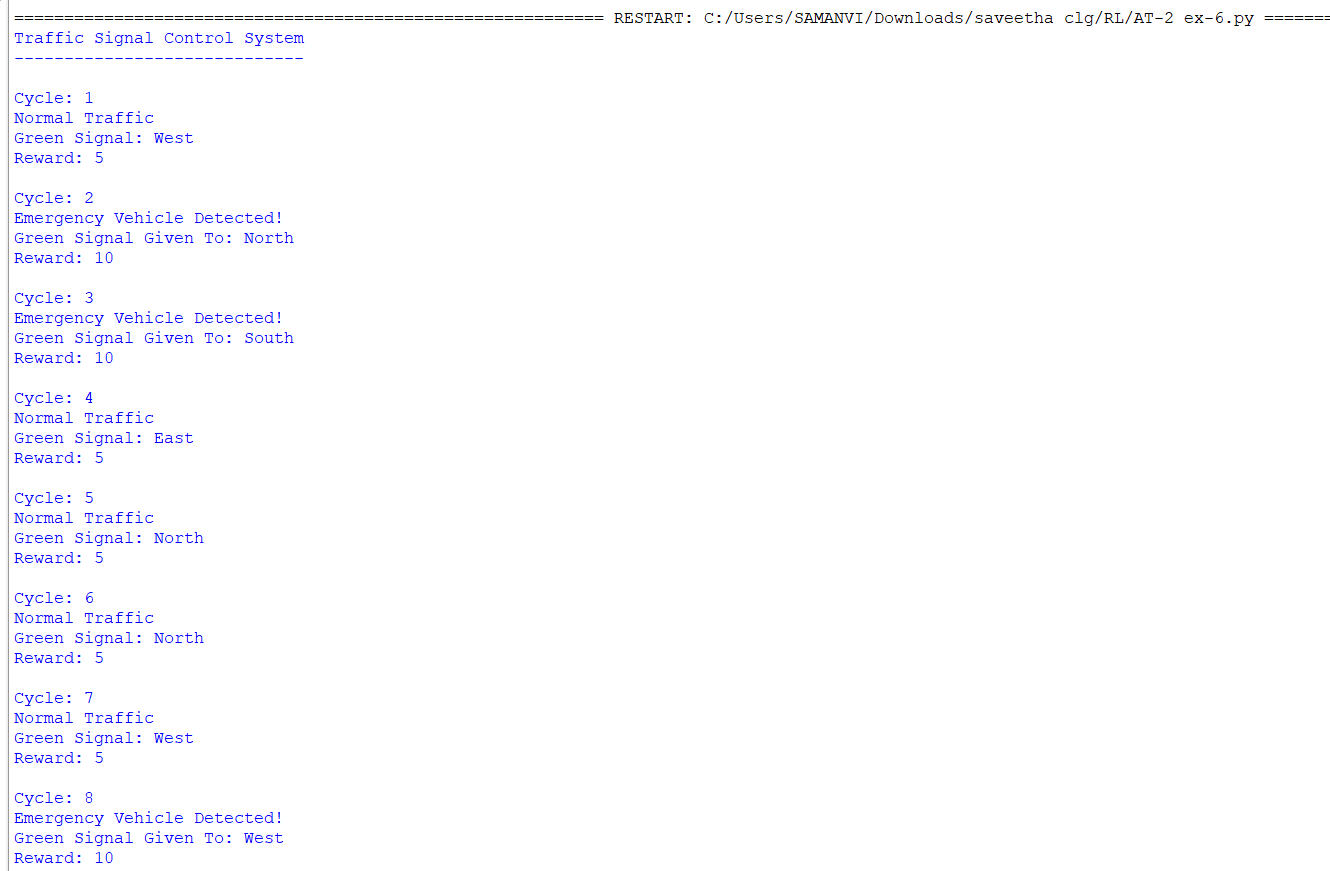 =========================================================== RESTART: C:/Users/SAMANVI/Downloads/saveetha clg/RL/AT-2 ex-6.py =======
Traffic Signal Control System
-----------------------------
Cycle: 1
Normal Traffic
Green Signal: West
Reward: 5
Cycle: 2
Emergency Vehicle Detected!
Green Signal Given To: North
Reward: 10
Cycle: 3
Emergency Vehicle Detected!
Green Signal Given To: South
Reward: 10
Cycle: 4
Normal Traffic
Green Signal: East
Reward: 5
Cycle: 5
Normal Traffic
Green Signal: North
Reward: 5
Cycle: 6
Normal Traffic
Green Signal: North
Reward: 5
Cycle: 7
Normal Traffic
Green Signal: West
Reward: 5
Cycle: 8
Emergency Vehicle Detected!
Green Signal Given To: West
Reward: 10